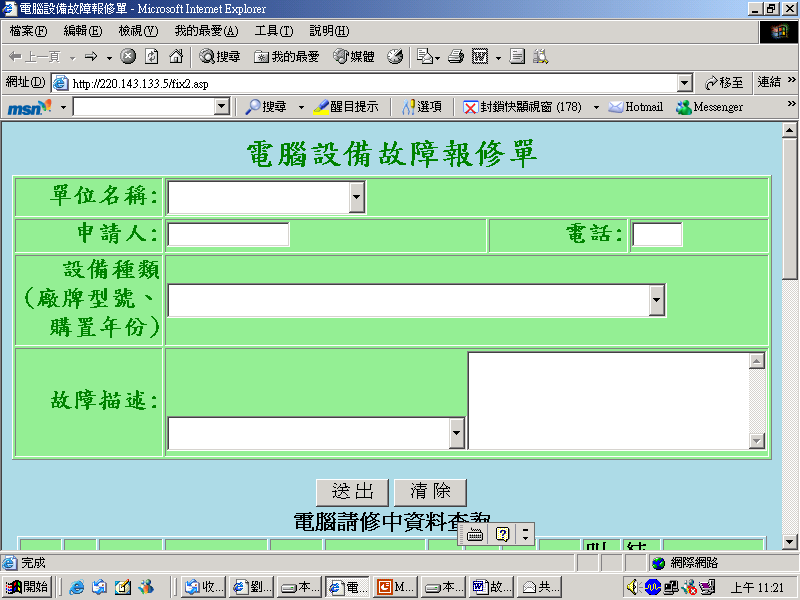 電腦設備故障報修單 - Microsoft Internet Explorer
檔案(F) 編輯(E) 檢視(V) 我的最愛(A) 工具(T) 說明(H)
上一頁 搜尋 我的最愛 媒體
網址(D) http://220.143.133.5/fix2.asp 移至 連結 »
msn 搜尋 醒目提示 選項 封鎖快顯視窗 (178) Hotmail Messenger »
電腦設備故障報修單
單位名稱:
申請人: 電話:
設備種類
(廠牌型號、
購置年份)
故障描述:
送出 清除
電腦請修中資料查詢
完成 網際網路
開始 收... 劉... 本... 電... M... 本... 故... 共... 上午 11:21